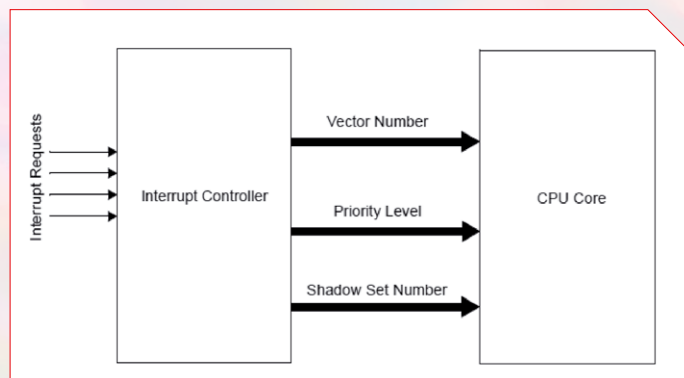 Interrupt Requests
Interrupt Controller
Vector Number
Priority Level
Shadow Set Number
CPU Core